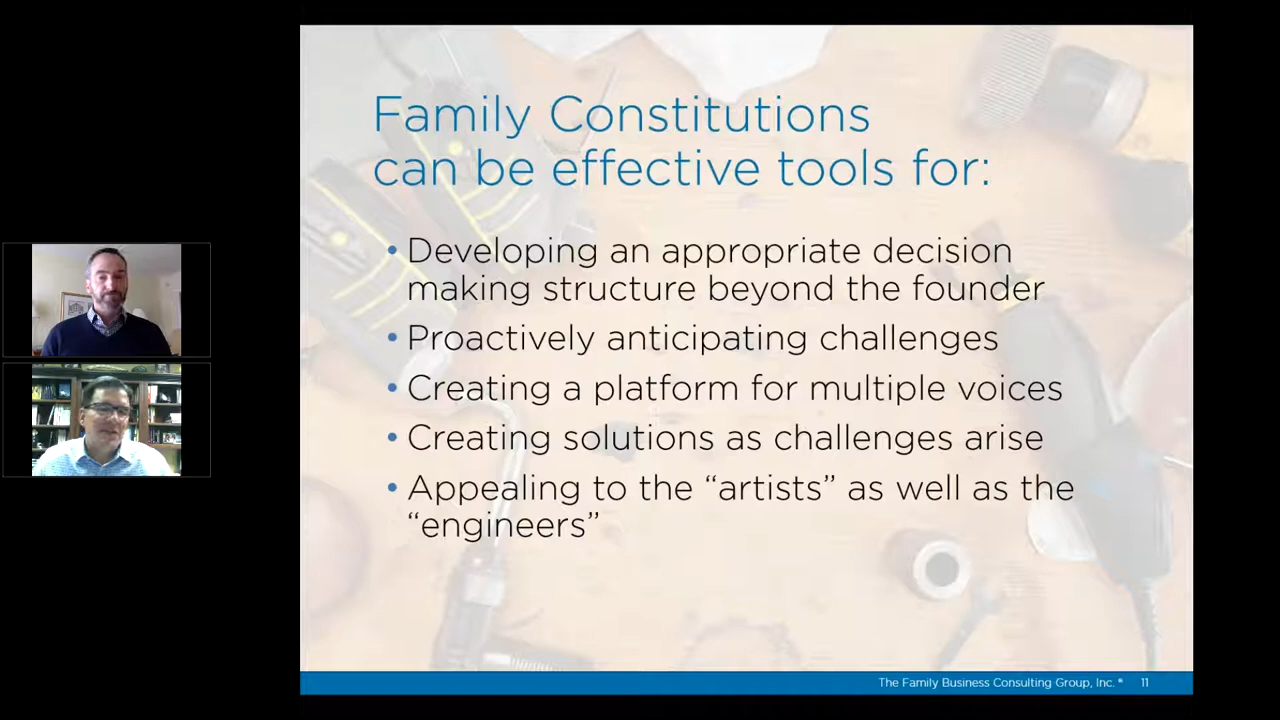 Family Constitutions
can be effective tools for:
• Developing an appropriate decision
making structure beyond the founder
• Proactively anticipating challenges
• Creating a platform for multiple voices
• Creating solutions as challenges arise
• Appealing to the “artists” as well as the
“engineers”
The Family Business Consulting Group, Inc.® 11